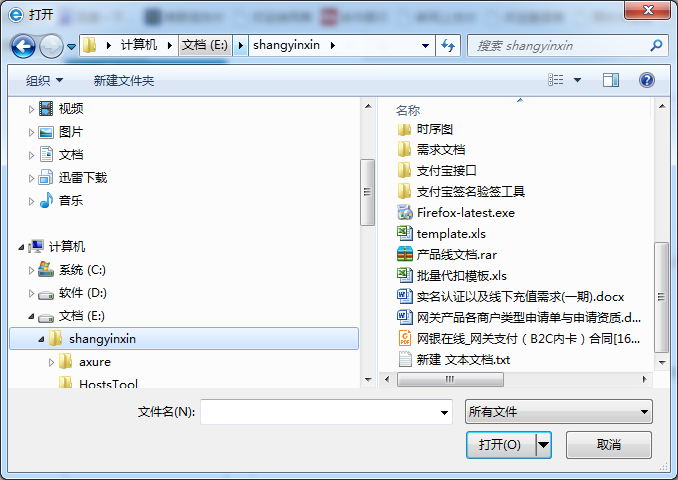 打开
计算机 文档 (E:) shangyinxin
搜索 shangyinxin
组织 新建文件夹
视频
图片
文档
迅雷下载
音乐
计算机
系统 (C:)
软件 (D:)
文档 (E:)
shangyinxin
axure
HostsTool
名称
时序图
需求文档
支付宝接口
支付宝签名验签工具
Firefox-latest.exe
template.xls
产品线文档.rar
批量代扣模板.xls
实名认证以及线下充值需求(一期).docx
网关产品各商户类型申请单与申请资质.d...
网银在线_网关支付（B2C内卡）合同[16...
新建 文本文档.txt
文件名(N):
所有文件
打开(O) 取消